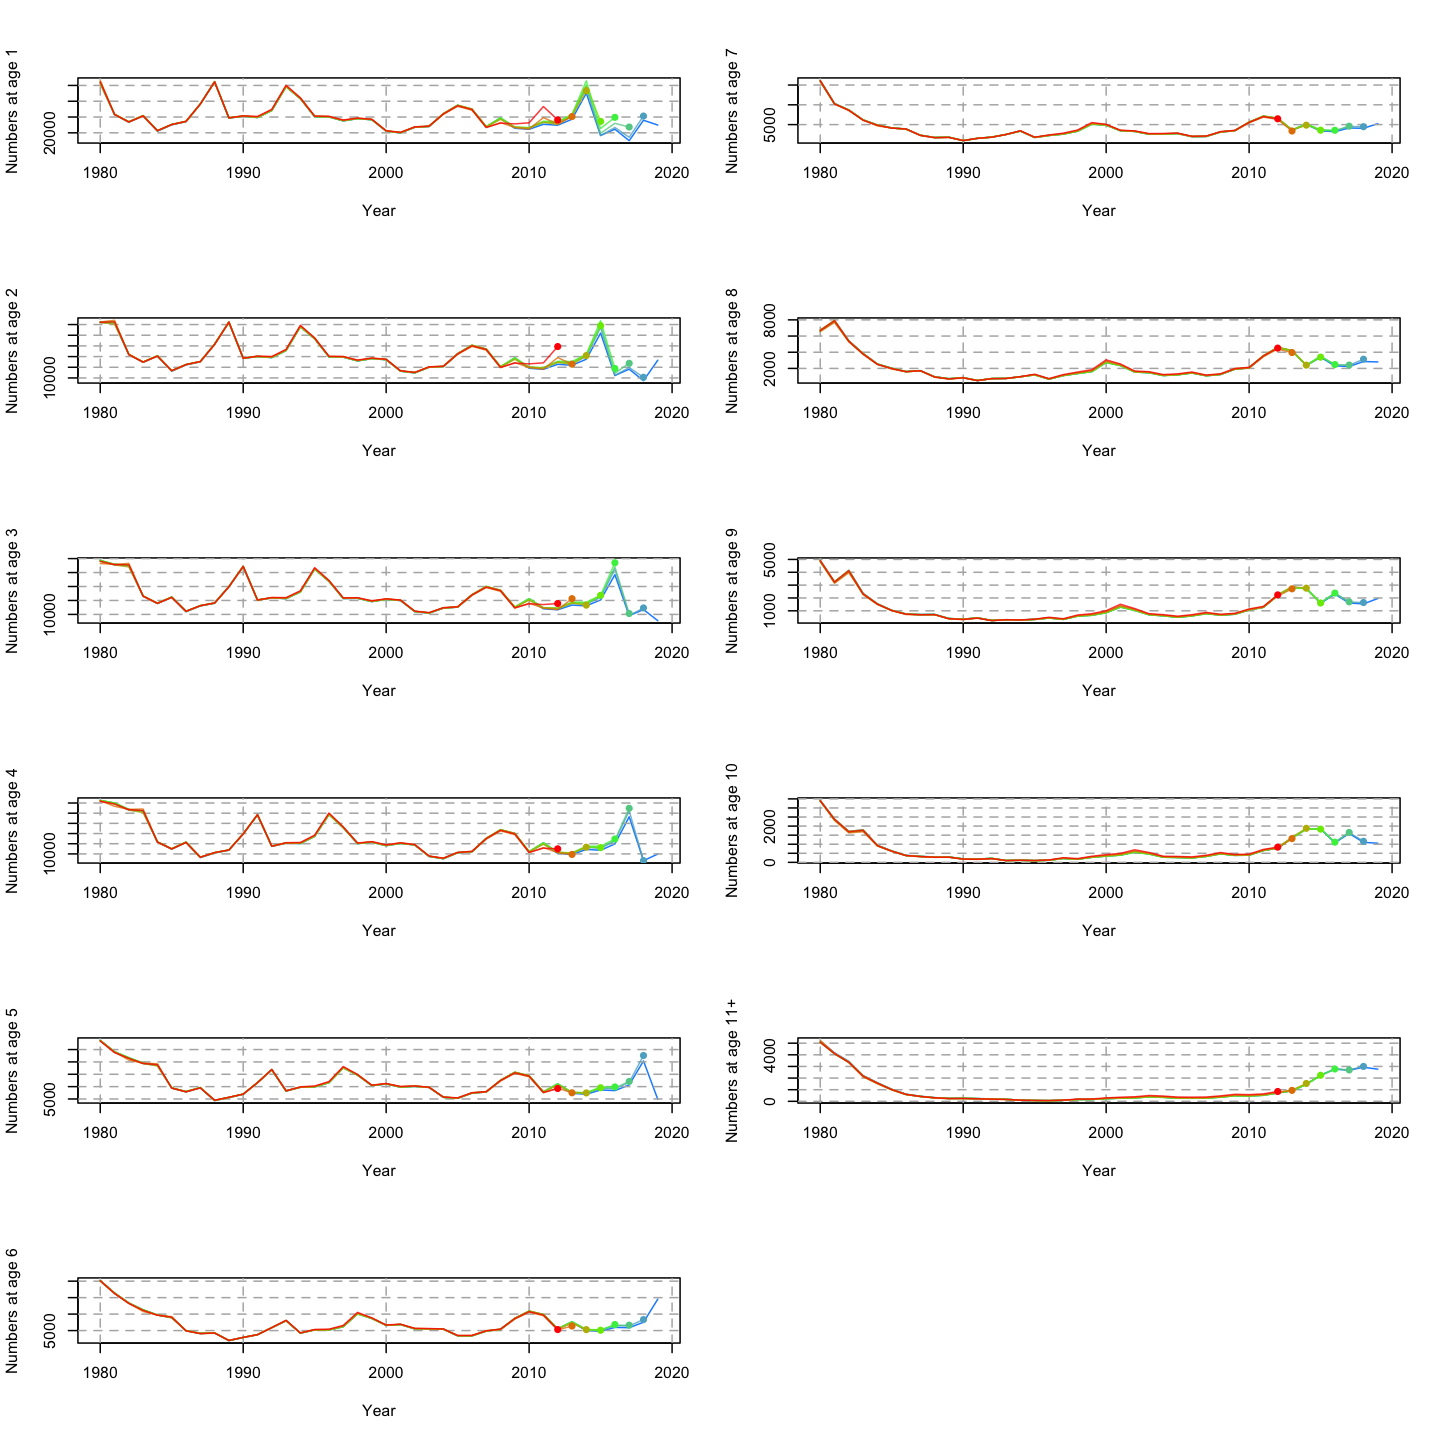 Numbers at age 1
20000
1980 1990 2000 2010 2020
Year
Numbers at age 2
10000
1980 1990 2000 2010 2020
Year
Numbers at age 3
10000
1980 1990 2000 2010 2020
Year
Numbers at age 4
10000
1980 1990 2000 2010 2020
Year
Numbers at age 5
5000
1980 1990 2000 2010 2020
Year
Numbers at age 6
5000
1980 1990 2000 2010 2020
Year
Numbers at age 7
5000
1980 1990 2000 2010 2020
Year
Numbers at age 8
2000 8000
1980 1990 2000 2010 2020
Year
Numbers at age 9
1000 5000
1980 1990 2000 2010 2020
Year
Numbers at age 10
0 2000
1980 1990 2000 2010 2020
Year
Numbers at age 11+
0 4000
1980 1990 2000 2010 2020
Year